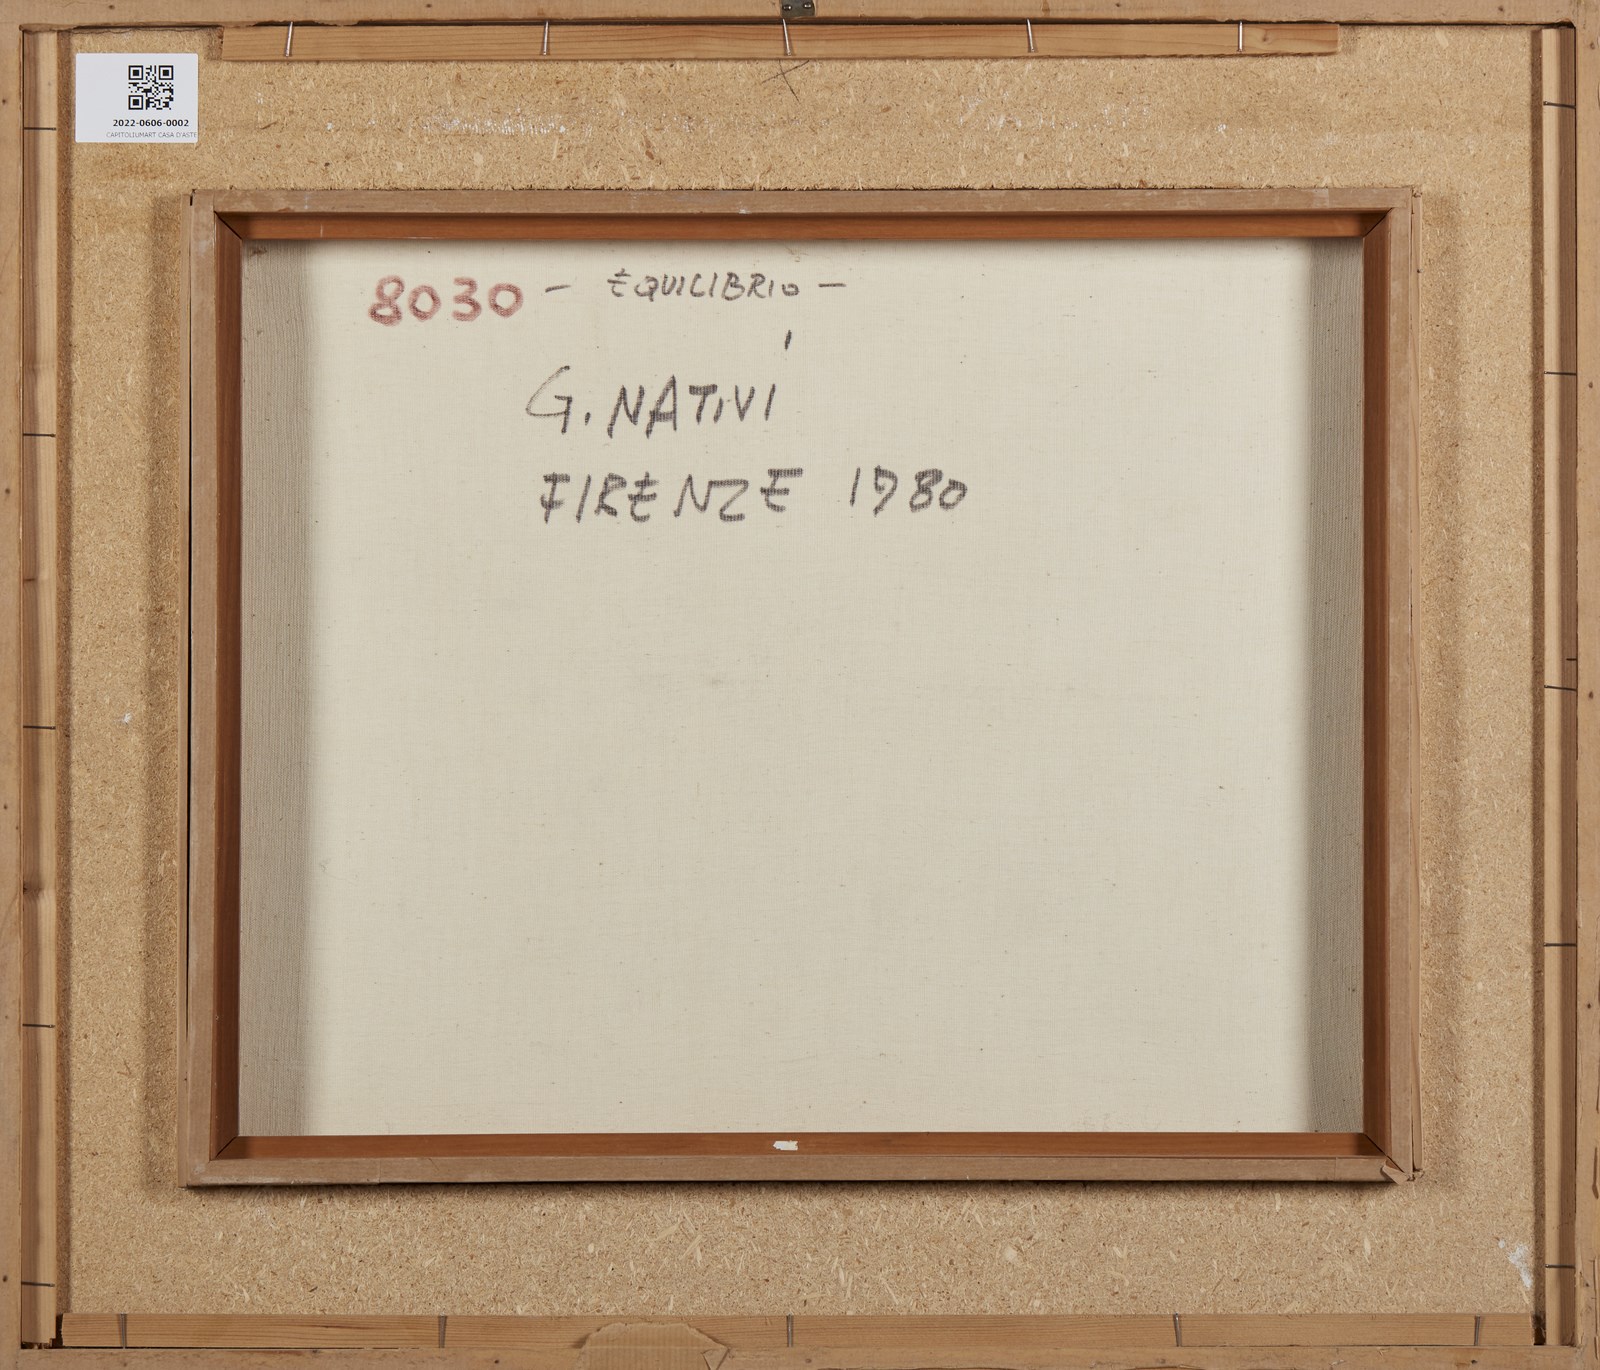 2022-0606-0002
CAPITOLIUMART CASA D'ASTE
8030 - EQUILIBRIO -
G. NATIVI
FIRENZE 1980